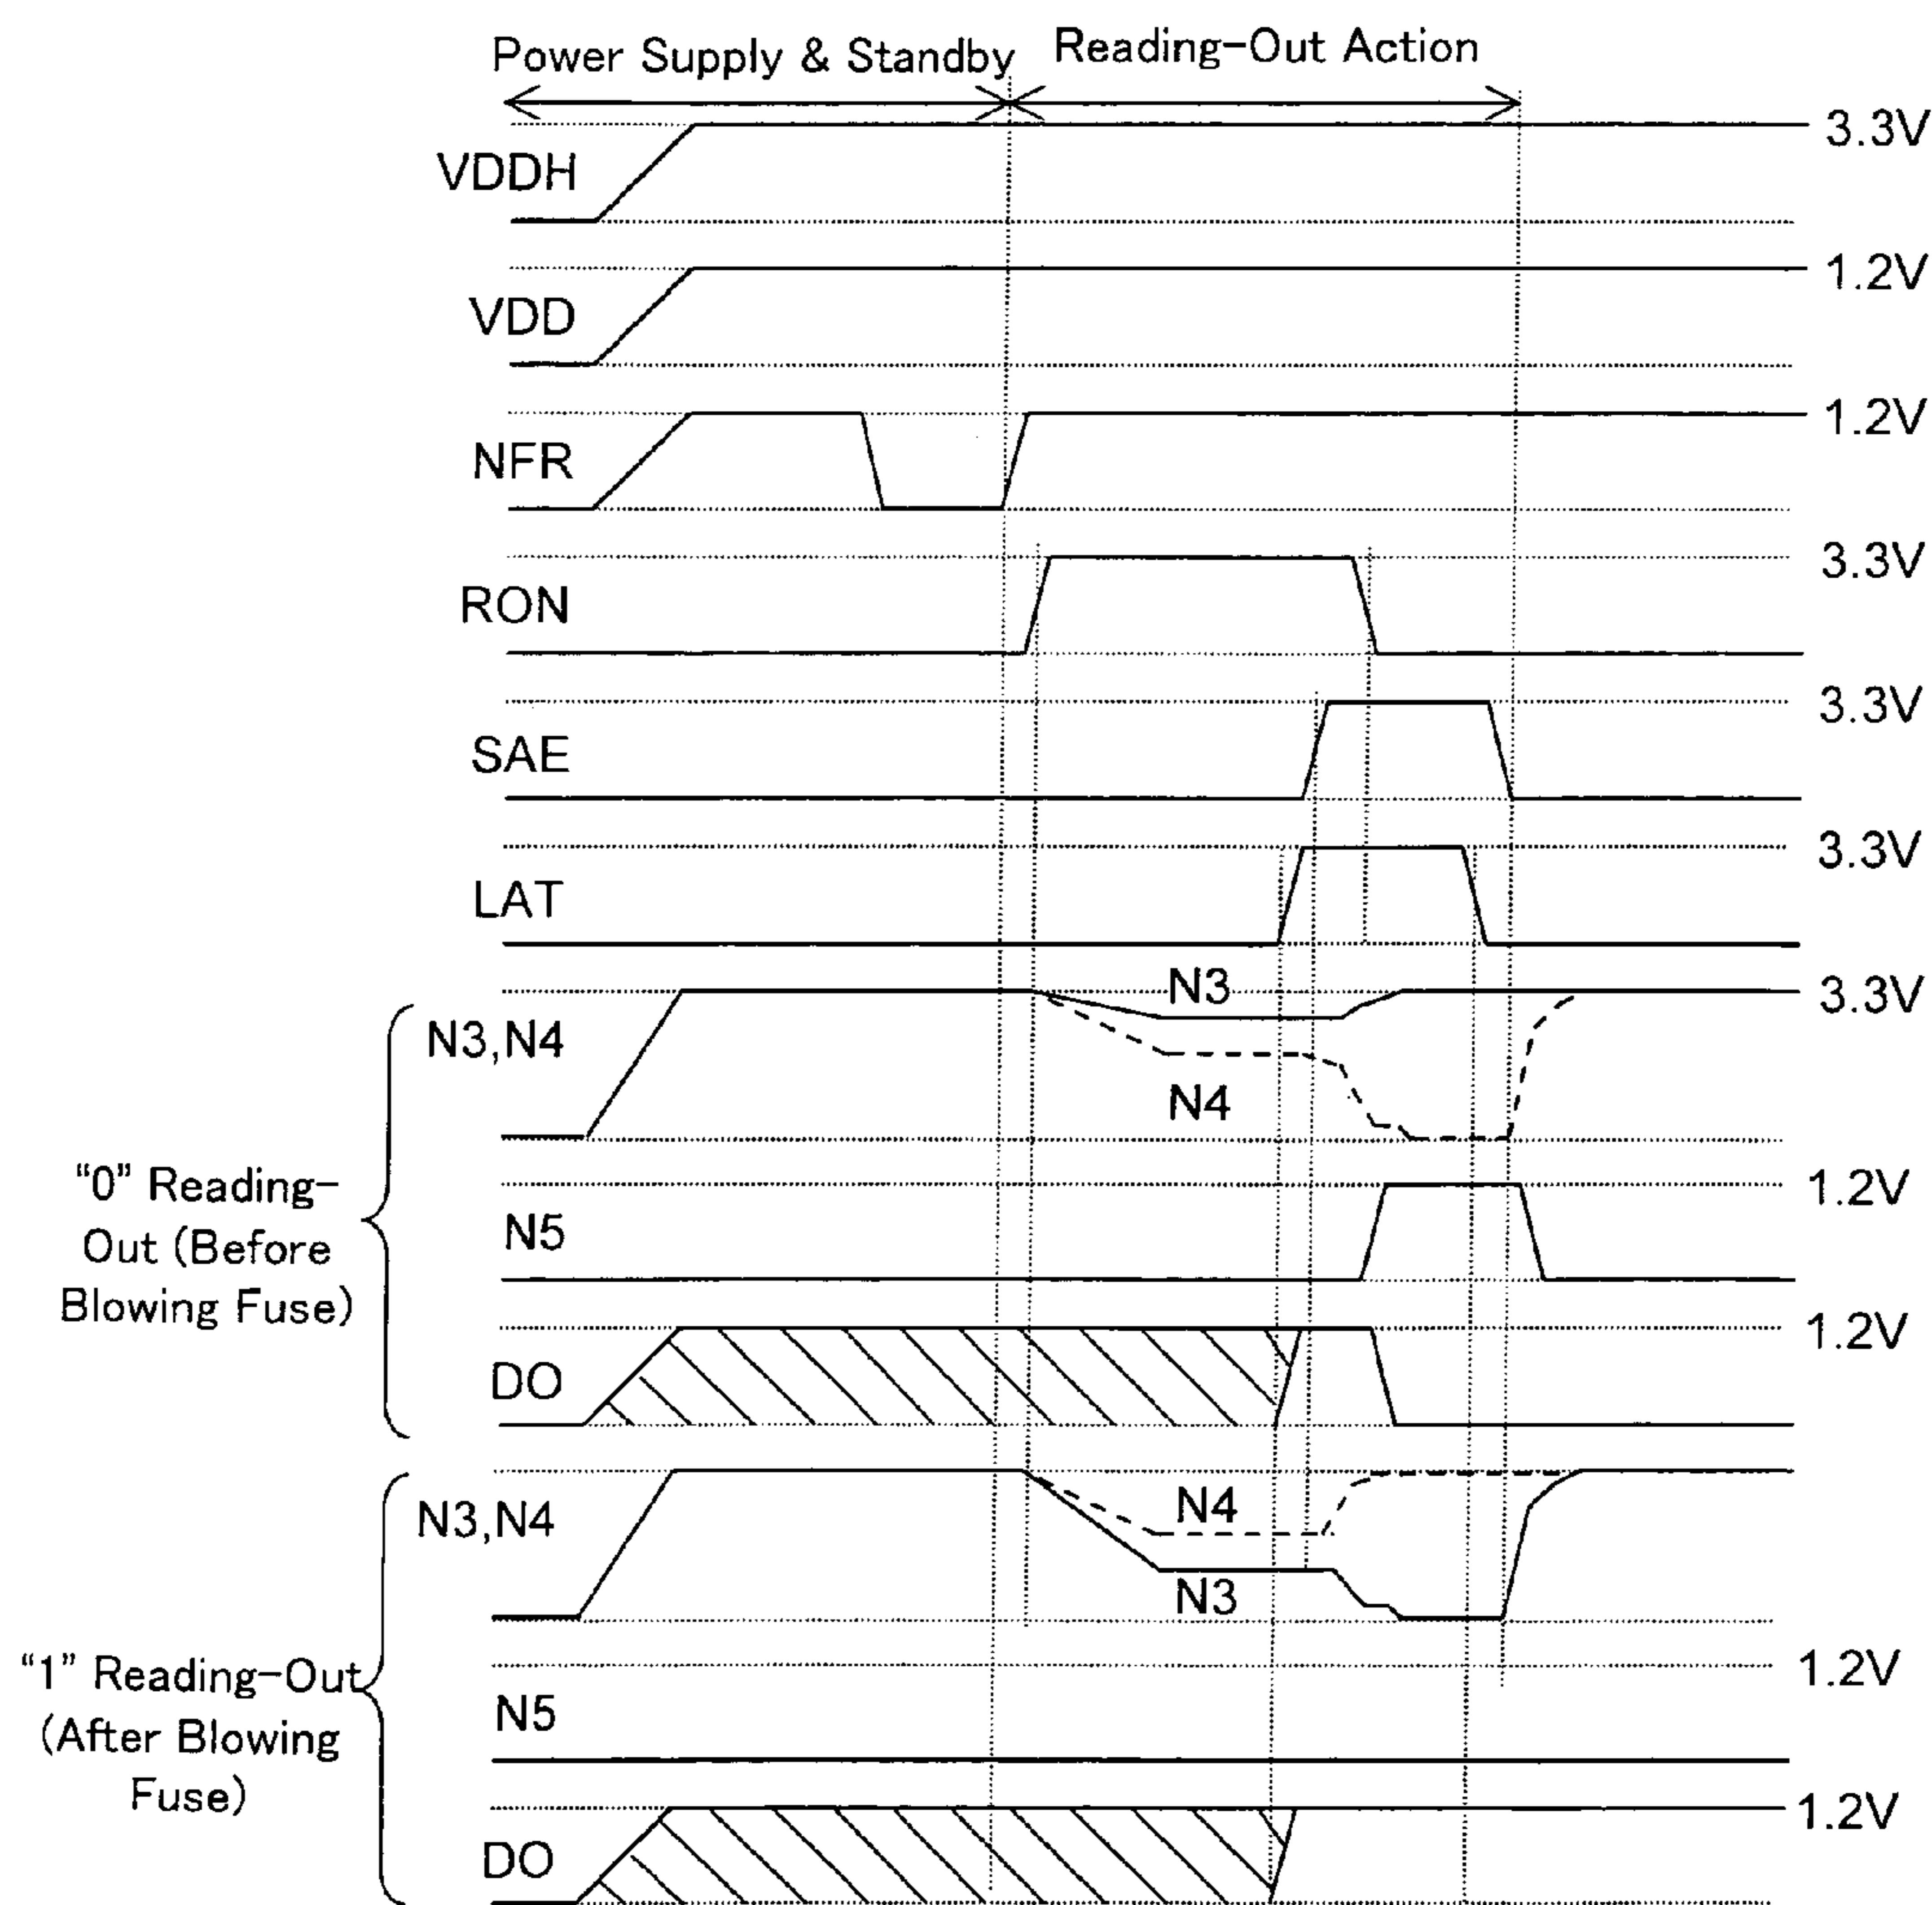 Power Supply & Standby
Reading-Out Action
VDDH
3.3V
VDD
1.2V
NFR
1.2V
RON
3.3V
SAE
3.3V
LAT
3.3V
N3
N3,N4
3.3V
N4
"0" Reading-
Out (Before
Blowing Fuse)
N5
1.2V
DO
1.2V
N3,N4
N4
N3
"1" Reading-Out
(After Blowing
Fuse)
N5
1.2V
DO
1.2V